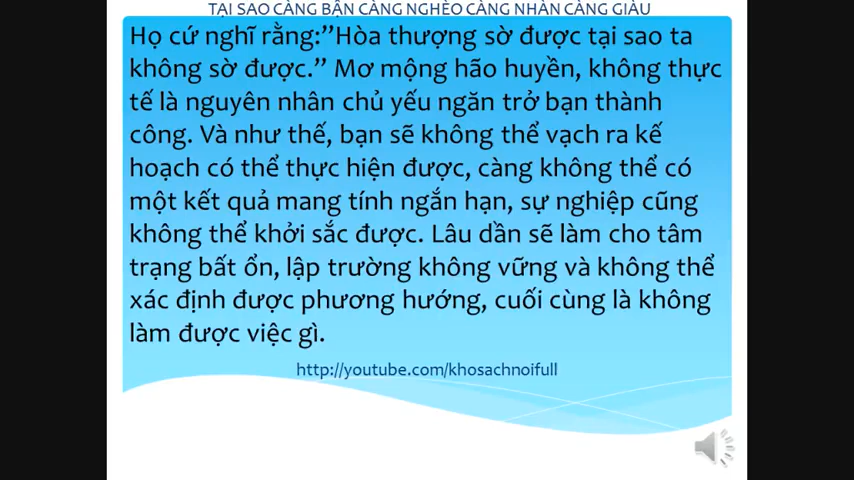 TẠI SAO CÀNG BẬN CÀNG NGHÈO CÀNG NHÀN CÀNG GIÀU
Họ cứ nghĩ rằng:”Hòa thượng sờ được tại sao ta
không sờ được.” Mơ mộng hão huyền, không thực
tế là nguyên nhân chủ yếu ngăn trở bạn thành
công. Và như thế, bạn sẽ không thể vạch ra kế
hoạch có thể thực hiện được, càng không thể có
một kết quả mang tính ngắn hạn, sự nghiệp cũng
không thể khởi sắc được. Lâu dần sẽ làm cho tâm
trạng bất ổn, lập trường không vững và không thể
xác định được phương hướng, cuối cùng là không
làm được việc gì.
http://youtube.com/khosachnoifull